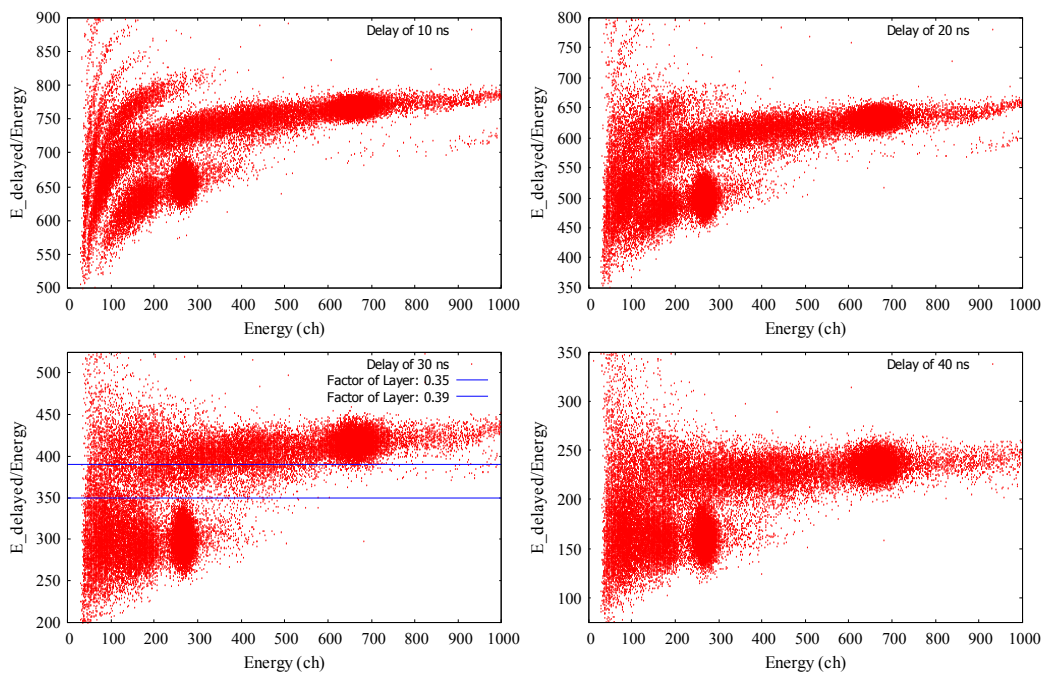 Delay of 10 ns
900
850
800
750
700
650
600
550
500
E_delayed/Energy
0 100 200 300 400 500 600 700 800 900 1000
Energy (ch)
Delay of 20 ns
800
750
700
650
600
550
500
450
400
350
E_delayed/Energy
0 100 200 300 400 500 600 700 800 900 1000
Energy (ch)
Delay of 30 ns
Factor of Layer: 0.35
Factor of Layer: 0.39
500
450
400
350
300
250
200
E_delayed/Energy
0 100 200 300 400 500 600 700 800 900 1000
Energy (ch)
Delay of 40 ns
350
300
250
200
150
100
E_delayed/Energy
0 100 200 300 400 500 600 700 800 900 1000
Energy (ch)